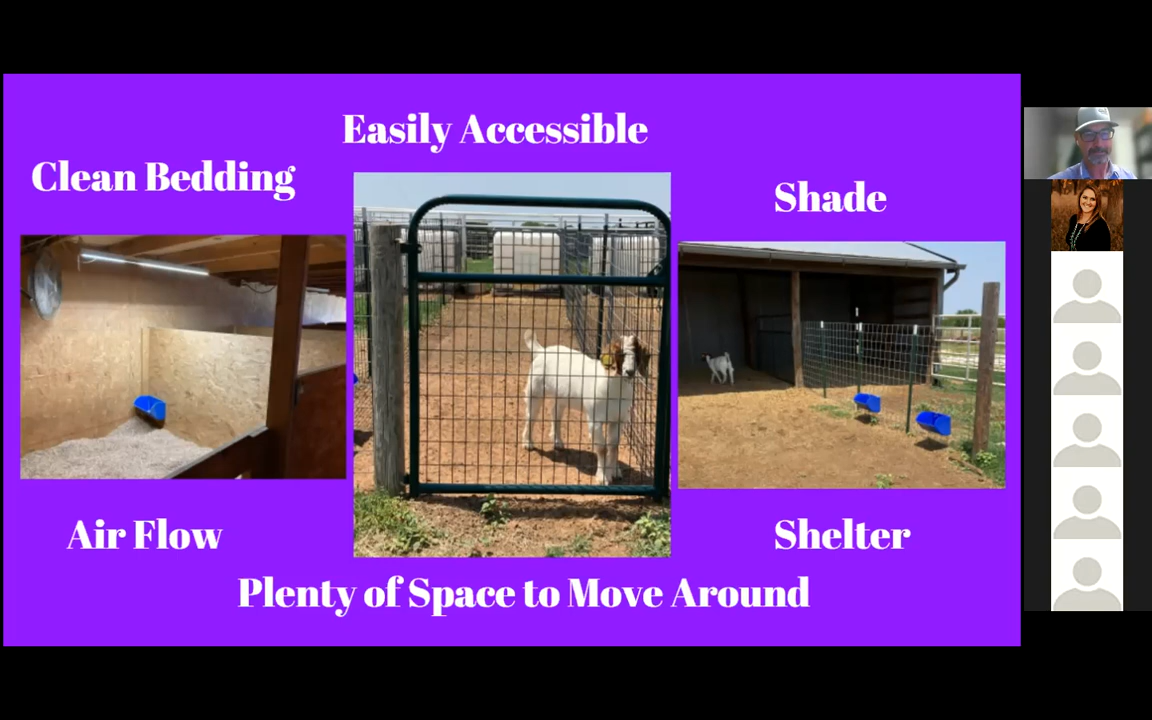 Easily Accessible
Clean Bedding
Shade
Air Flow
Shelter
Plenty of Space to Move Around